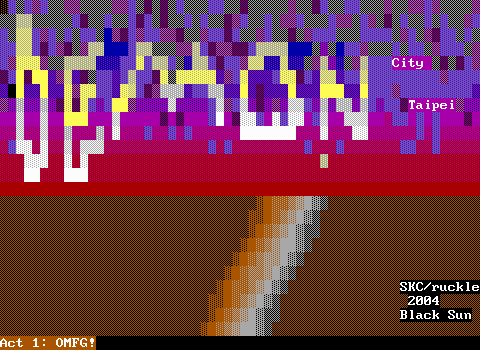 City
Taipei
SKC/ruckle
2004
Black Sun
Act 1: OMFG!